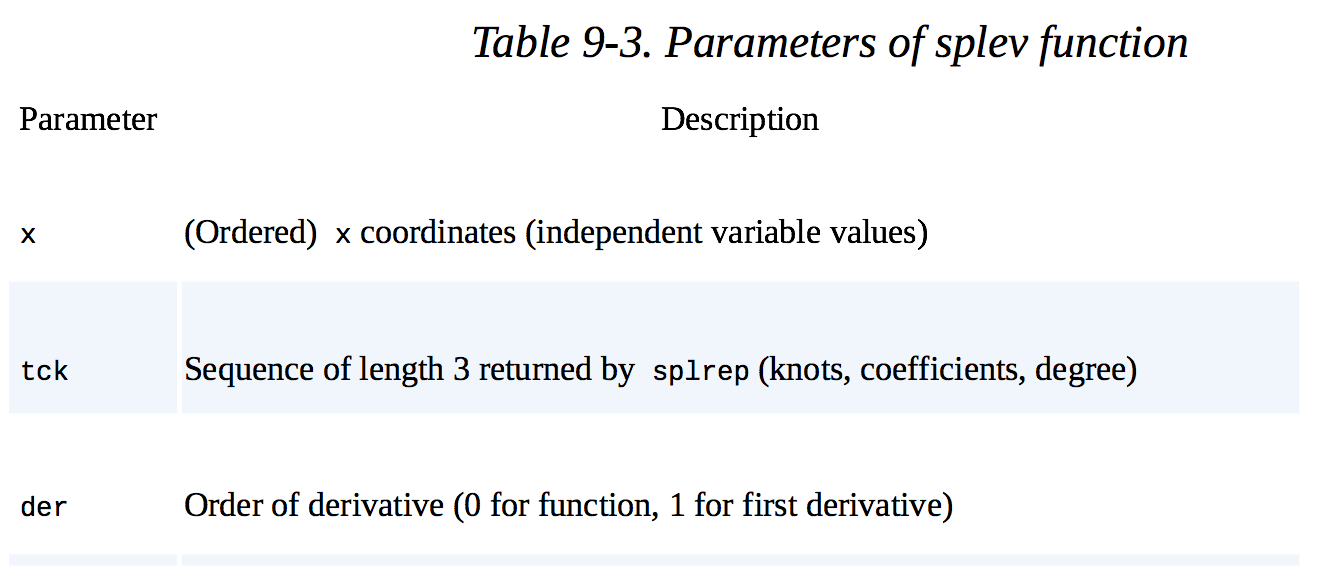 Table 9-3. Parameters of splev function
Parameter Description
x (Ordered) x coordinates (independent variable values)
tck Sequence of length 3 returned by splrep (knots, coefficients, degree)
der Order of derivative (0 for function, 1 for first derivative)